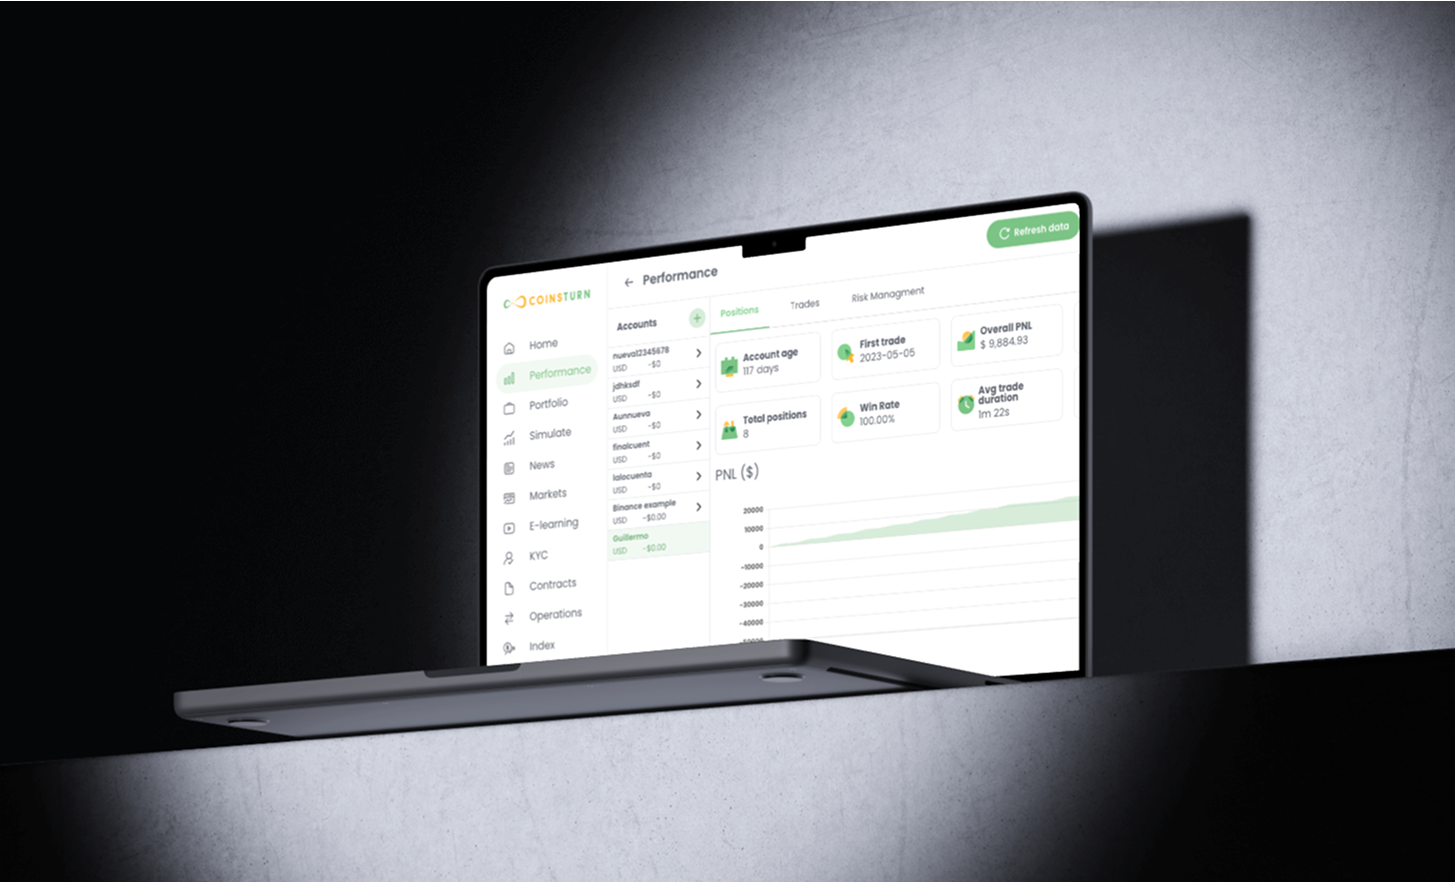 COINSTURN
Home
Performance
Portfolio
Simulate
News
Markets
E-learning
KYC
Contracts
Operations
Index
← Performance
Refresh data
Accounts
+
nueval2345678
USD -$0
jdhksdf
USD -$0
Aunnueva
USD -$0
finalcuent
USD -$0
lalocuenta
USD -$0
Binance example
USD -$0.00
Guillermo
USD -$0.00
Positions Trades Risk Managment
Account age
117 days
First trade
2023-05-05
Overall PNL
$ 9,884.93
Total positions
8
Win Rate
100.00%
Avg trade
duration
1m 22s
PNL ($)
20000
10000
0
-10000
-20000
-30000
-40000